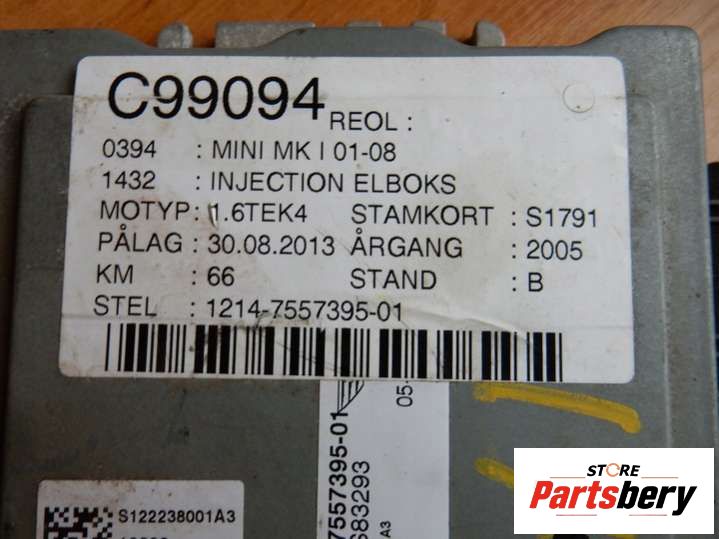 C99094 REOL :
0394 : MINI MK I 01-08
1432 : INJECTION ELBOKS
MOTYP : 1.6TEK4 STAMKORT : S1791
PÅLAG : 30.08.2013 ÅRGANG : 2005
KM : 66 STAND : B
STEL : 1214-7557395-01
7557395-01
S83293
05-
A3
S122238001A3
STORE
Partsbery